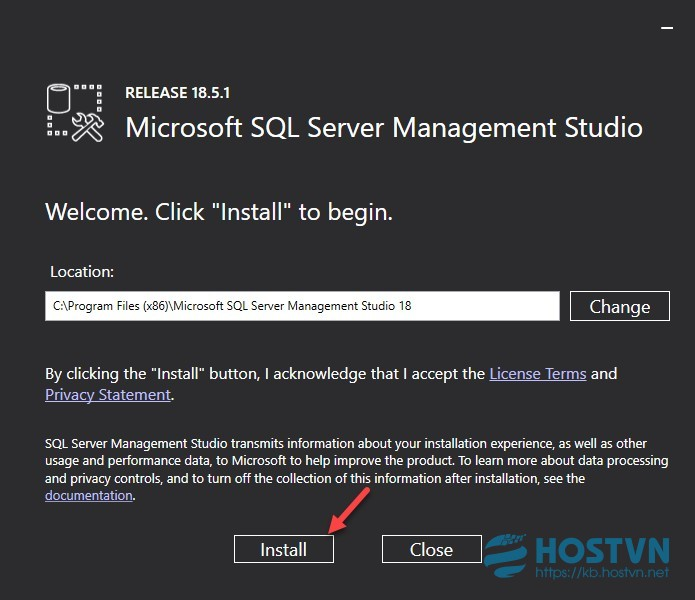 RELEASE 18.5.1
Microsoft SQL Server Management Studio
Welcome. Click "Install" to begin.
Location:
C:\Program Files (x86)\Microsoft SQL Server Management Studio 18
Change
By clicking the "Install" button, I acknowledge that I accept the License Terms and
Privacy Statement.
SQL Server Management Studio transmits information about your installation experience, as well as other
usage and performance data, to Microsoft to help improve the product. To learn more about data processing
and privacy controls, and to turn off the collection of this information after installation, see the
documentation.
Install
Close
HOSTVN
https://kb.hostvn.net